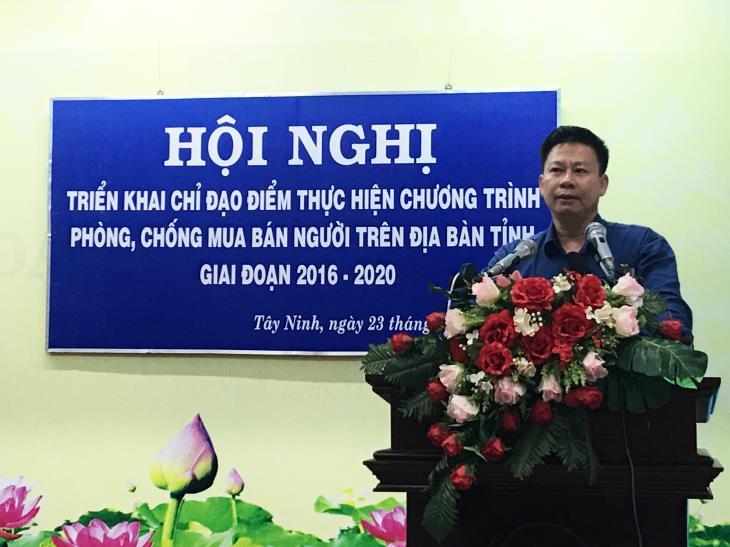 HỘI NGHỊ
TRIỂN KHAI CHỈ ĐẠO ĐIỂM THỰC HIỆN CHƯƠNG TRÌNH
PHÒNG, CHỐNG MUA BÁN NGƯỜI TRÊN ĐỊA BÀN TỈNH
GIAI ĐOẠN 2016 - 2020
Tây Ninh, ngày 23 tháng